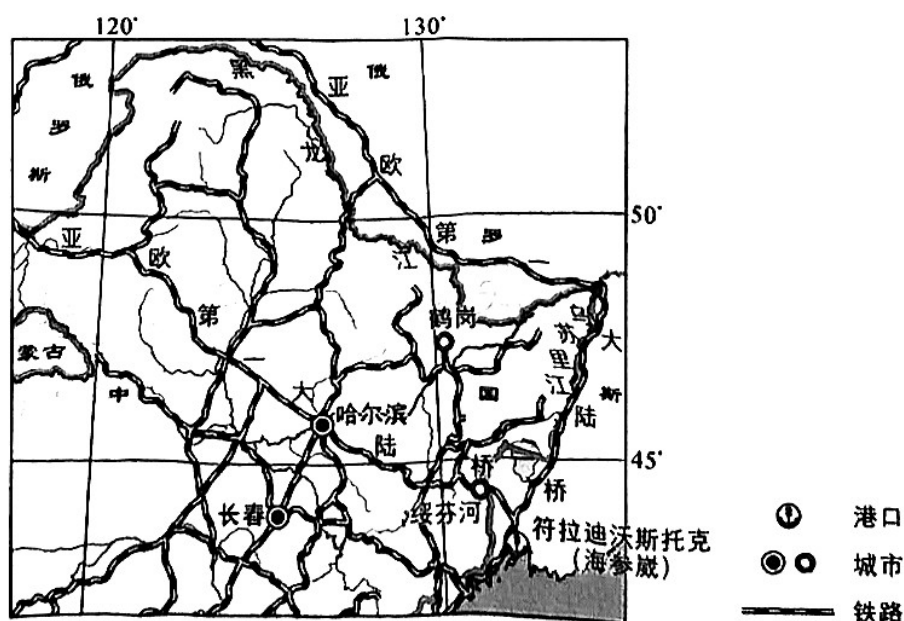 120°
130°
俄
罗
斯
黑
龙
江
亚
欧
第
一
大
陆
桥
俄
罗
斯
50°
亚
欧
第
一
大
陆
桥
鹤岗
乌
苏
里
江
蒙古
中
国
哈尔滨
45°
长春
绥芬河
符拉迪沃斯托克
(海参崴)
港口
城市
铁路